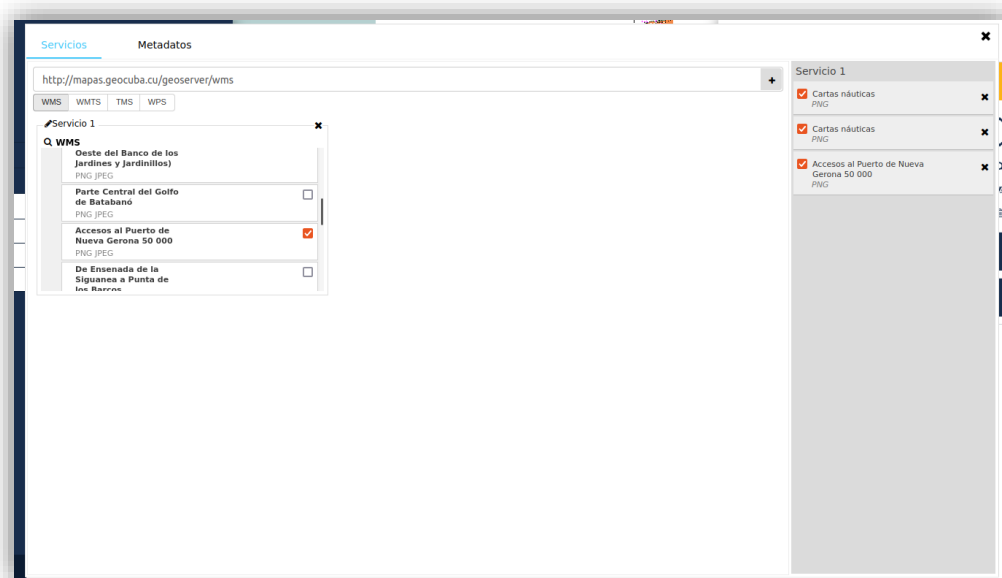 Servicios Metadatos
http://mapas.geocuba.cu/geoserver/wms +
WMS WMTS TMS WPS
Servicio 1
WMS
Oeste del Banco de los
Jardines y Jardinillos)
PNG JPEG
Parte Central del Golfo
de Batabanó
PNG JPEG
Accesos al Puerto de
Nueva Gerona 50 000
PNG JPEG
De Ensenada de la
Siguanea a Punta de
los Barcos
Servicio 1
Cartas náuticas
PNG
Cartas náuticas
PNG
Accesos al Puerto de Nueva
Gerona 50 000
PNG